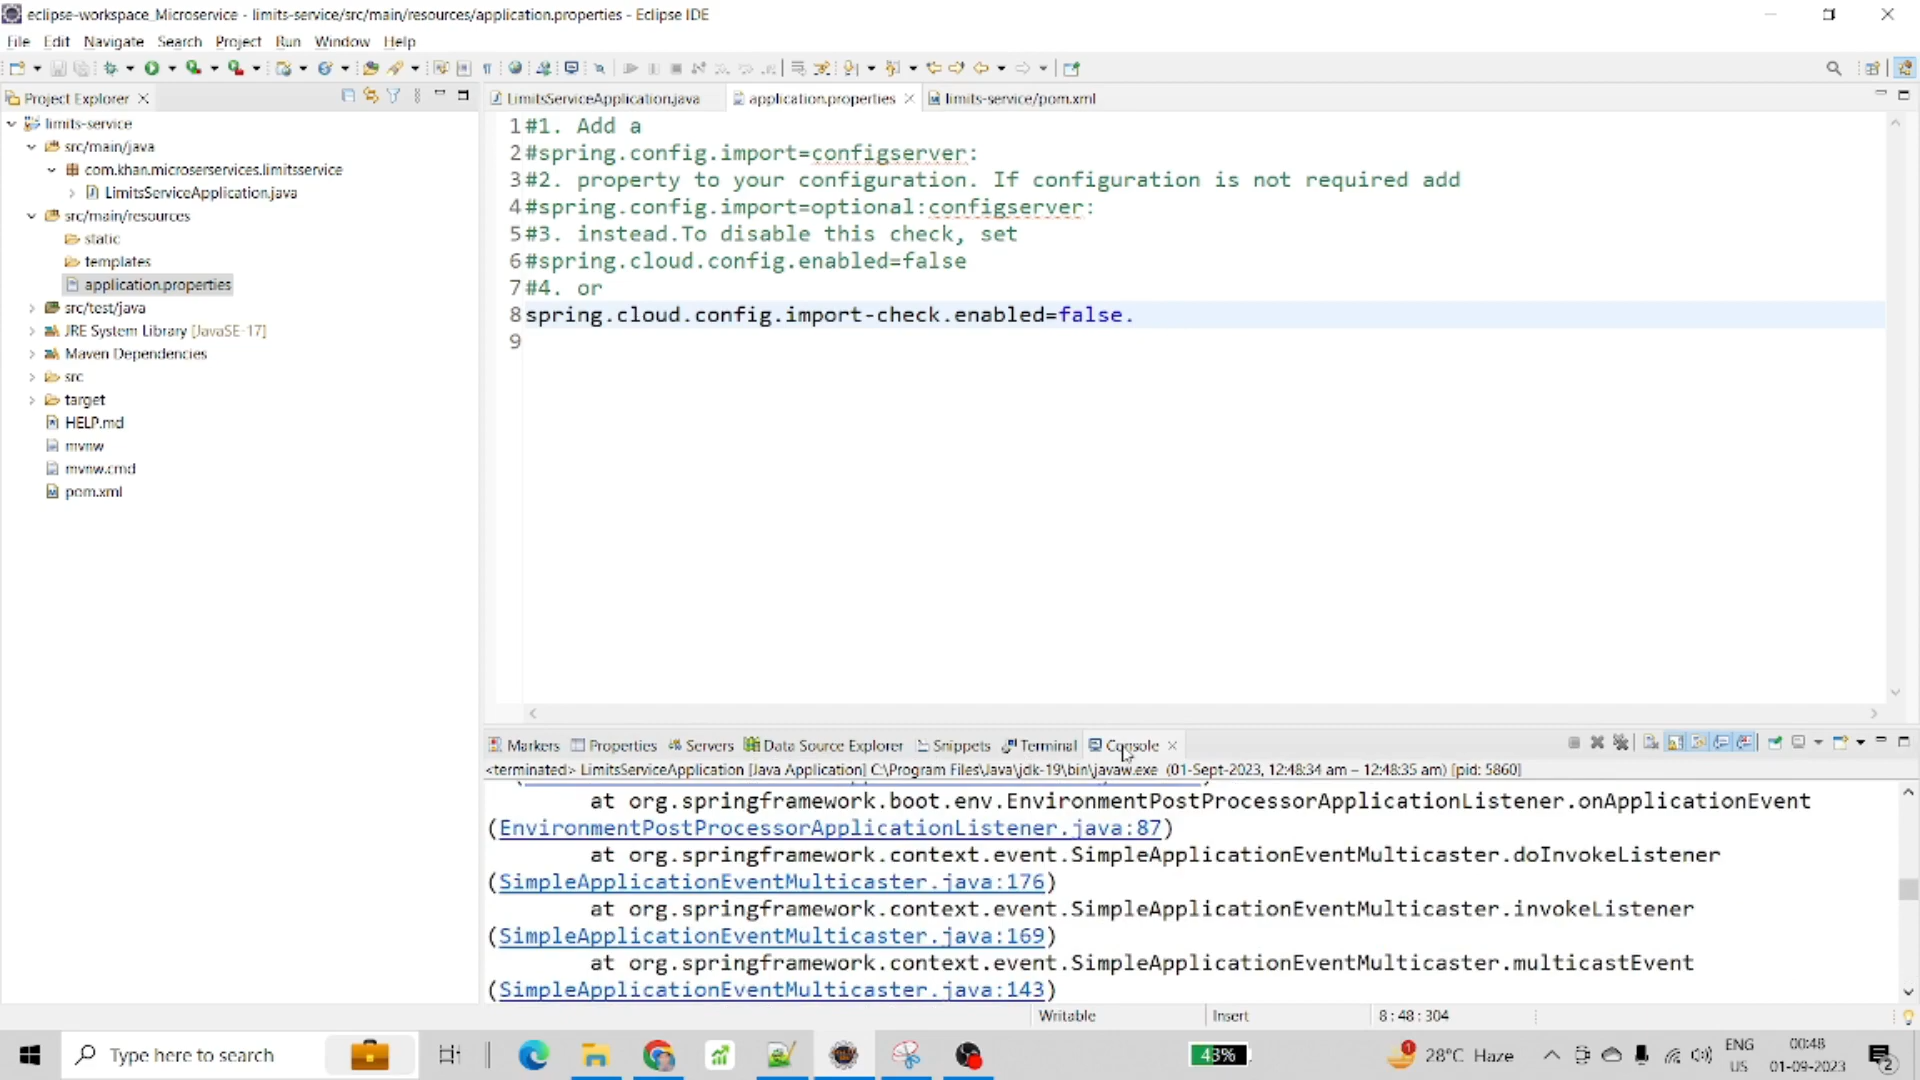 eclipse-workspace_Microservice - limits-service/src/main/resources/application.properties - Eclipse IDE
File Edit Navigate Search Project Run Window Help
Project Explorer
LimitsServiceApplication.java application.properties limits-service/pom.xml
limits-service
src/main/java
com.khan.microserservices.limitsservice
LimitsServiceApplication.java
src/main/resources
static
templates
application.properties
src/test/java
JRE System Library [JavaSE-17]
Maven Dependencies
src
target
HELP.md
mvnw
mvnw.cmd
pom.xml
1 #1. Add a
2 #spring.config.import=configserver:
3 #2. property to your configuration. If configuration is not required add
4 #spring.config.import=optional:configserver:
5 #3. instead.To disable this check, set
6 #spring.cloud.config.enabled=false
7 #4. or
8 spring.cloud.config.import-check.enabled=false.
9
Markers Properties Servers Data Source Explorer Snippets Terminal Console
<terminated> LimitsServiceApplication [Java Application] C:\Program Files\Java\jdk-19\bin\javaw.exe (01-Sept-2023, 12:48:34 am – 12:48:35 am) [pid: 5860]
at org.springframework.boot.env.EnvironmentPostProcessorApplicationListener.onApplicationEvent
(EnvironmentPostProcessorApplicationListener.java:87)
at org.springframework.context.event.SimpleApplicationEventMulticaster.doInvokeListener
(SimpleApplicationEventMulticaster.java:176)
at org.springframework.context.event.SimpleApplicationEventMulticaster.invokeListener
(SimpleApplicationEventMulticaster.java:169)
at org.springframework.context.event.SimpleApplicationEventMulticaster.multicastEvent
(SimpleApplicationEventMulticaster.java:143)
Writable Insert 8 : 48 : 304
Type here to search 43% 1 28°C Haze ENG US 00:48 01-09-2023 2